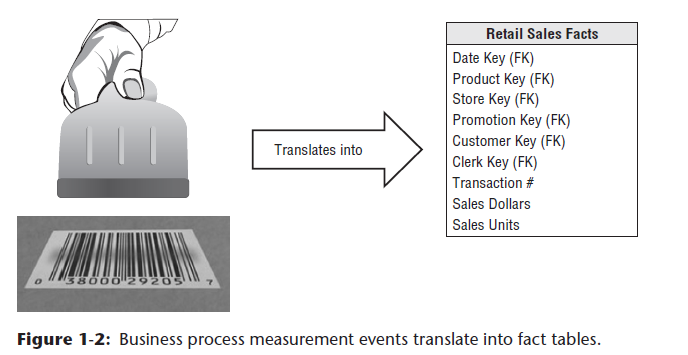 Translates into
Retail Sales Facts
Date Key (FK)
Product Key (FK)
Store Key (FK)
Promotion Key (FK)
Customer Key (FK)
Clerk Key (FK)
Transaction #
Sales Dollars
Sales Units
0 38000 29205 7
Figure 1-2: Business process measurement events translate into fact tables.